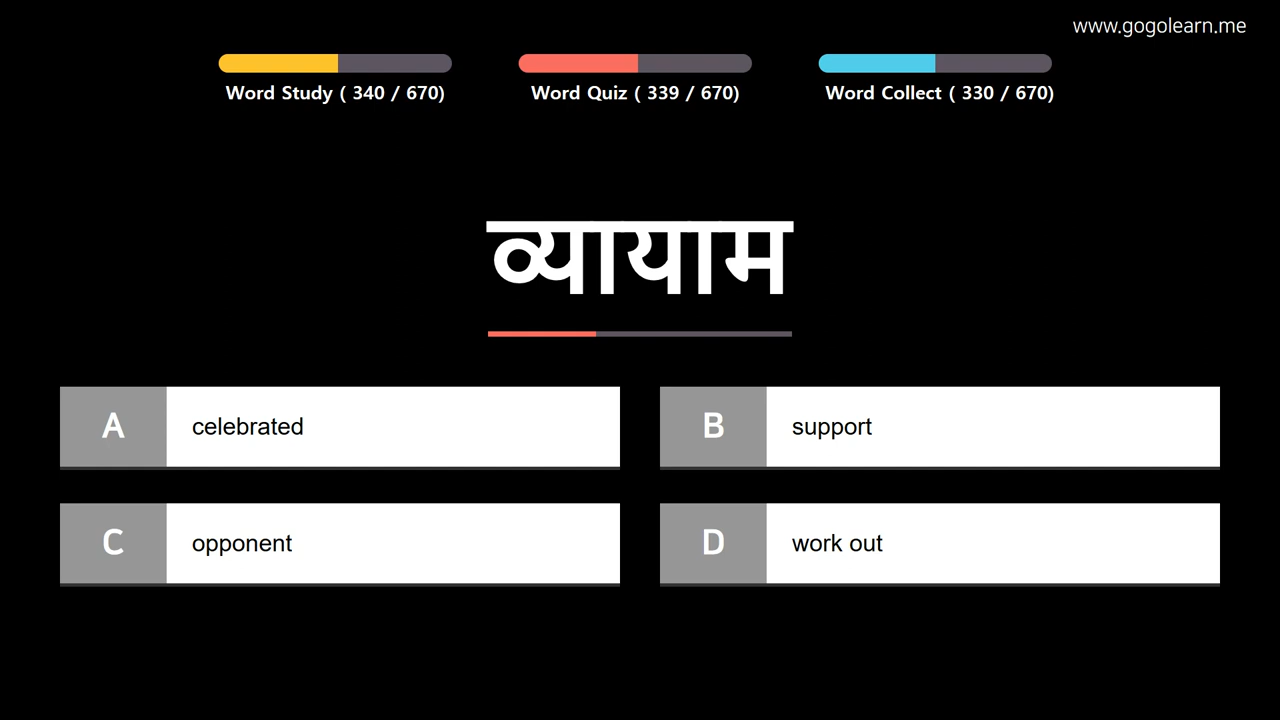 www.gogolearn.me
Word Study ( 340 / 670)
Word Quiz ( 339 / 670)
Word Collect ( 330 / 670)
व्यायाम
A celebrated
B support
C opponent
D work out